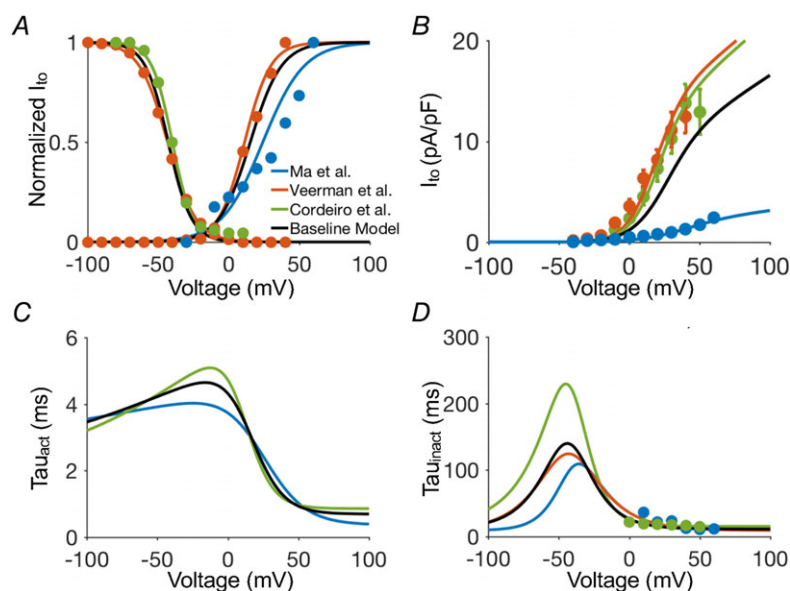 A
Normalized Ito
1
0.5
0
-100 -50 0 50 100
Voltage (mV)
Ma et al.
Veerman et al.
Cordeiro et al.
Baseline Model
B
Ito (pA/pF)
20
10
0
-100 -50 0 50 100
Voltage (mV)
C
Tauact (ms)
6
4
2
0
-100 -50 0 50 100
Voltage (mV)
D
Tauinact (ms)
300
200
100
0
-100 -50 0 50 100
Voltage (mV)